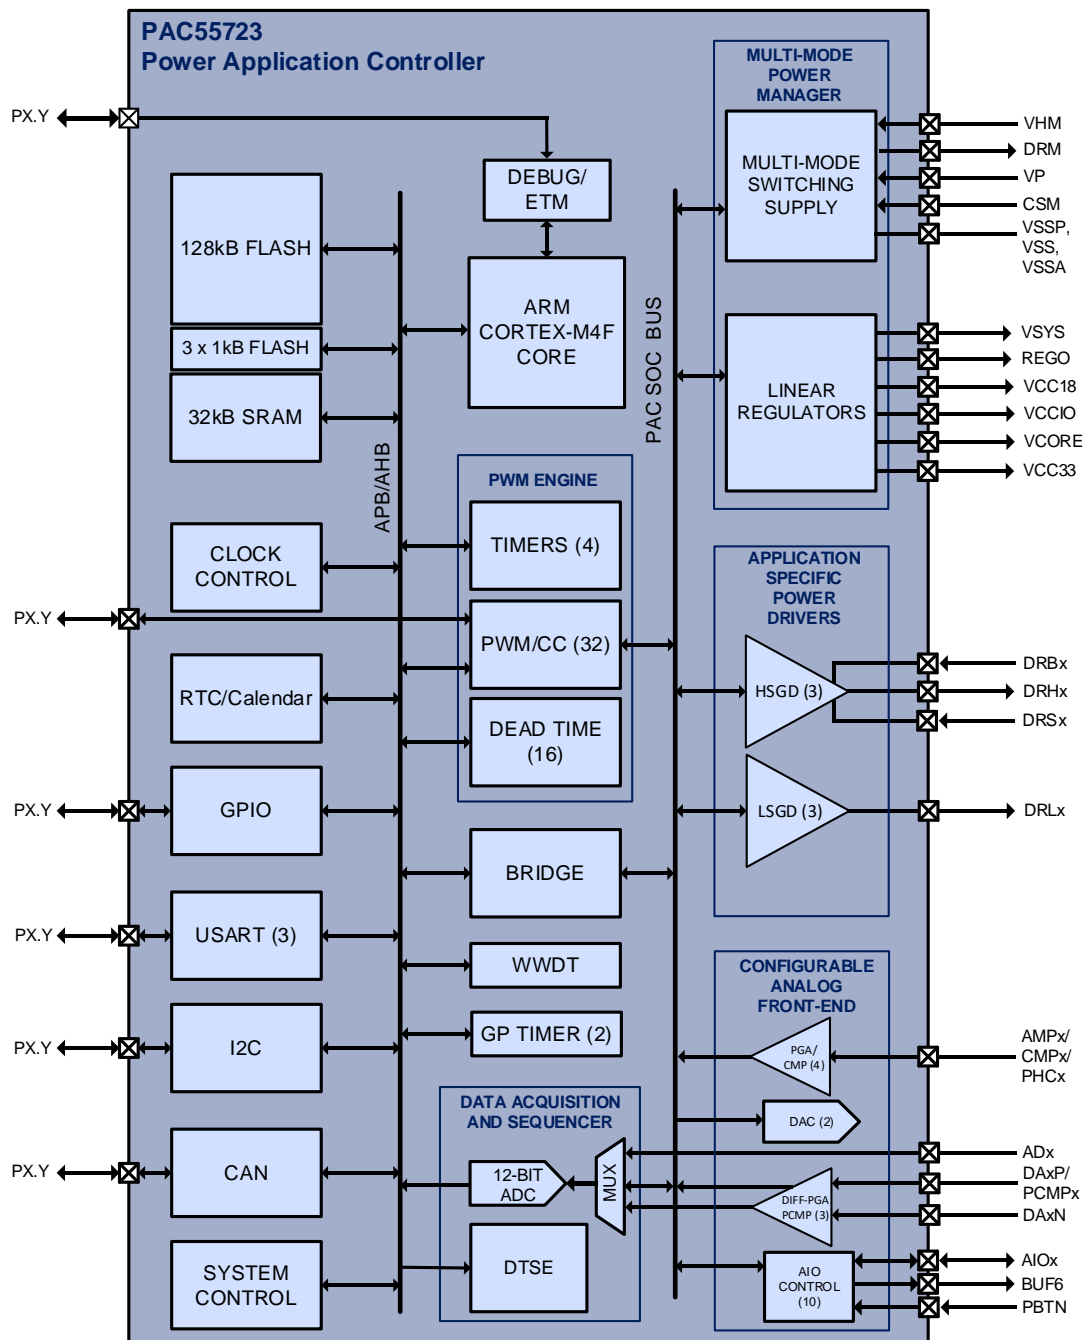 PAC55723
Power Application Controller
PX.Y
DEBUG/
ETM
128kB FLASH
3 x 1kB FLASH
32kB SRAM
ARM
CORTEX-M4F
CORE
APB/AHB
PAC SOC BUS
CLOCK
CONTROL
PX.Y
RTC/Calendar
PX.Y
GPIO
PX.Y
USART (3)
PX.Y
I2C
PX.Y
CAN
SYSTEM
CONTROL
PWM ENGINE
TIMERS (4)
PWM/CC (32)
DEAD TIME
(16)
BRIDGE
WWDT
GP TIMER (2)
DATA ACQUISITION
AND SEQUENCER
12-BIT
ADC
MUX
DTSE
MULTI-MODE
POWER
MANAGER
MULTI-MODE
SWITCHING
SUPPLY
VHM
DRM
VP
CSM
VSSP,
VSS,
VSSA
LINEAR
REGULATORS
VSYS
REGO
VCC18
VCCIO
VCORE
VCC33
APPLICATION
SPECIFIC
POWER
DRIVERS
HSGD (3)
DRBx
DRHx
DRSx
LSGD (3)
DRLx
CONFIGURABLE
ANALOG
FRONT-END
PGA/
CMP (4)
AMPx/
CMPx/
PHCx
DAC (2)
ADx
DIFF-PGA
PCMP (3)
DAxP/
PCMPx
DAxN
AIO
CONTROL
(10)
AIOx
BUF6
PBTN